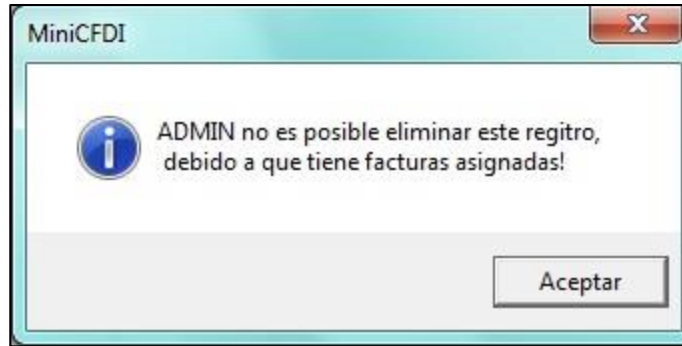 MiniCFDI
ADMIN no es posible eliminar este regitro,
debido a que tiene facturas asignadas!
Aceptar